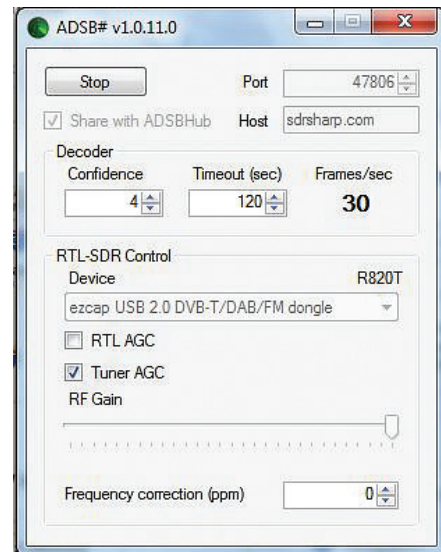 ADSB# v1.0.11.0
Stop Port 47806
Share with ADSBHub Host sdrsharp.com
Decoder
Confidence Timeout (sec) Frames/sec
4 120 30
RTL-SDR Control
Device R820T
ezcap USB 2.0 DVB-T/DAB/FM dongle
RTL AGC
Tuner AGC
RF Gain
Frequency correction (ppm) 0